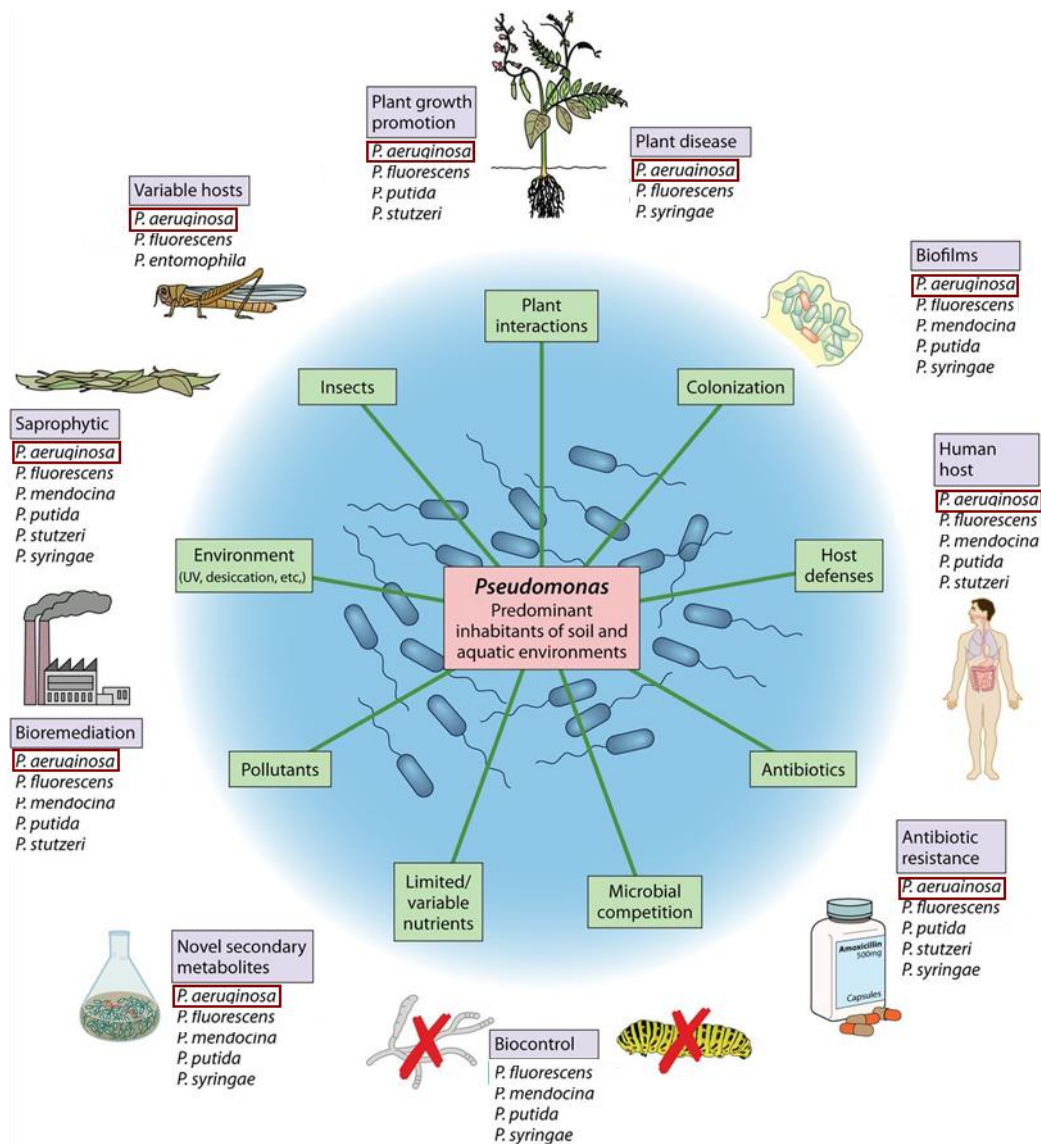 Plant growth
promotion
P. aeruginosa
P. fluorescens
P. putida
P. stutzeri
Plant disease
P. aeruginosa
P. fluorescens
P. syringae
Variable hosts
P. aeruginosa
P. fluorescens
P. entomophila
Biofilms
P. aeruginosa
P. fluorescens
P. mendocina
P. putida
P. syringae
Plant
interactions
Insects
Colonization
Saprophytic
P. aeruginosa
P. fluorescens
P. mendocina
P. putida
P. stutzeri
P. syringae
Human
host
P. aeruginosa
P. fluorescens
P. mendocina
P. putida
P. stutzeri
Environment
(UV, desiccation, etc,)
Host
defenses
Pseudomonas
Predominant
inhabitants of soil and
aquatic environments
Bioremediation
P. aeruginosa
P. fluorescens
P. mendocina
P. putida
P. stutzeri
Pollutants
Antibiotics
Limited/
variable
nutrients
Microbial
competition
Antibiotic
resistance
P. aeruginosa
P. fluorescens
P. putida
P. stutzeri
P. syringae
Amoxicillin
500mg
Capsules
Novel secondary
metabolites
P. aeruginosa
P. fluorescens
P. mendocina
P. putida
P. syringae
Biocontrol
P. fluorescens
P. mendocina
P. putida
P. syringae